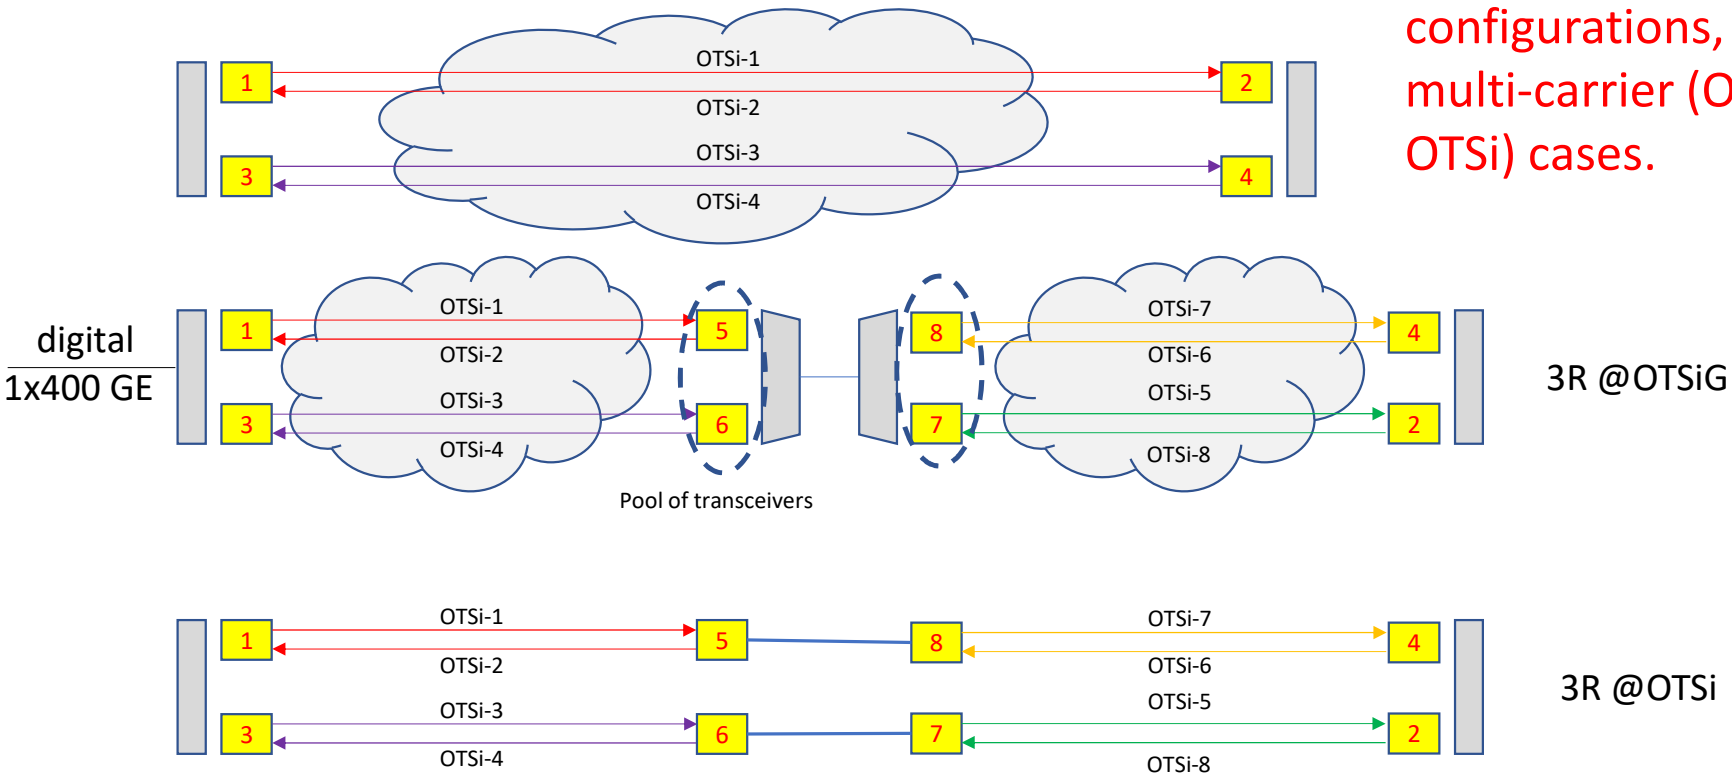 configurations,
multi-carrier (O
OTSi) cases.
OTSi-1
1
2
OTSi-2
OTSi-3
3
4
OTSi-4
digital
1x400 GE
OTSi-1
1
5
OTSi-2
OTSi-3
3
6
OTSi-4
Pool of transceivers
OTSi-7
8
4
OTSi-6
OTSi-5
7
2
OTSi-8
3R @OTSiG
OTSi-1
1
5
OTSi-2
OTSi-3
3
6
OTSi-4
OTSi-7
8
4
OTSi-6
OTSi-5
7
2
OTSi-8
3R @OTSi